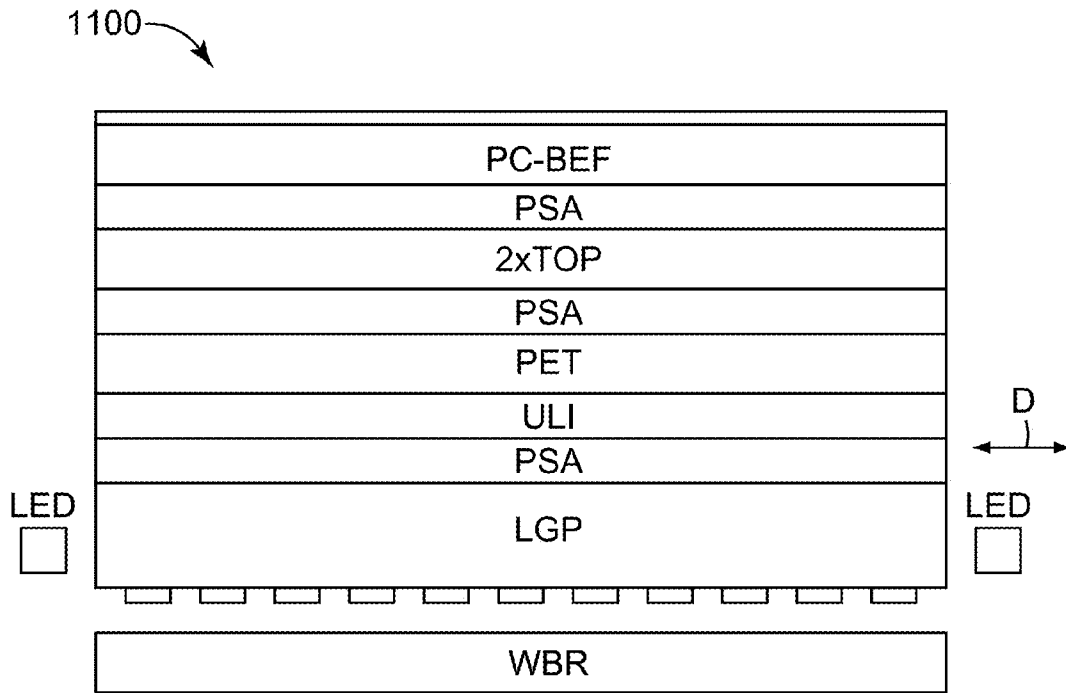 1100
PC-BEF
PSA
2xTOP
PSA
PET
ULI
D
PSA
LED
LED
LGP
WBR